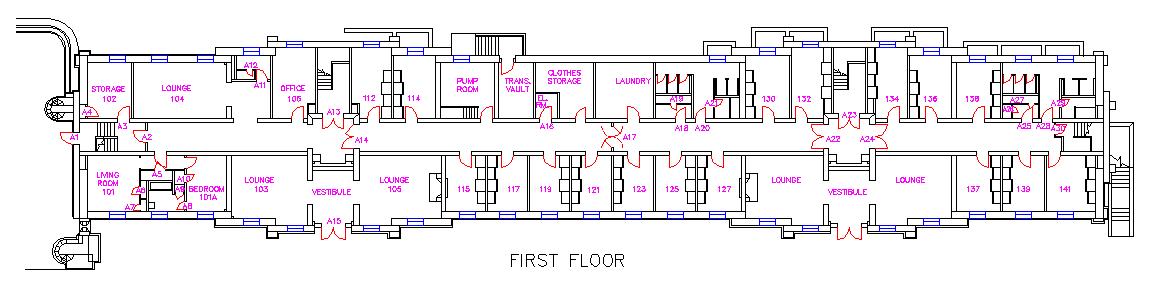 A12
A11
STORAGE
102
LOUNGE
104
OFFICE
106
112
114
PUMP
ROOM
TRANS.
VAULT
CLOTHES
STORAGE
LAUNDRY
EL.
RM.
A19
A21
130
132
134
136
138
A27
A29
A4
A3
A13
A16
A18
A20
A23
A25
A26
A1
A2
A14
A17
A22
A24
A30
A5
LIVING
ROOM
101
A6
A7
A10
A9
A8
BEDROOM
101A
LOUNGE
103
VESTIBULE
A15
LOUNGE
105
115
117
119
121
123
125
127
LOUNGE
VESTIBULE
LOUNGE
137
139
141
FIRST FLOOR